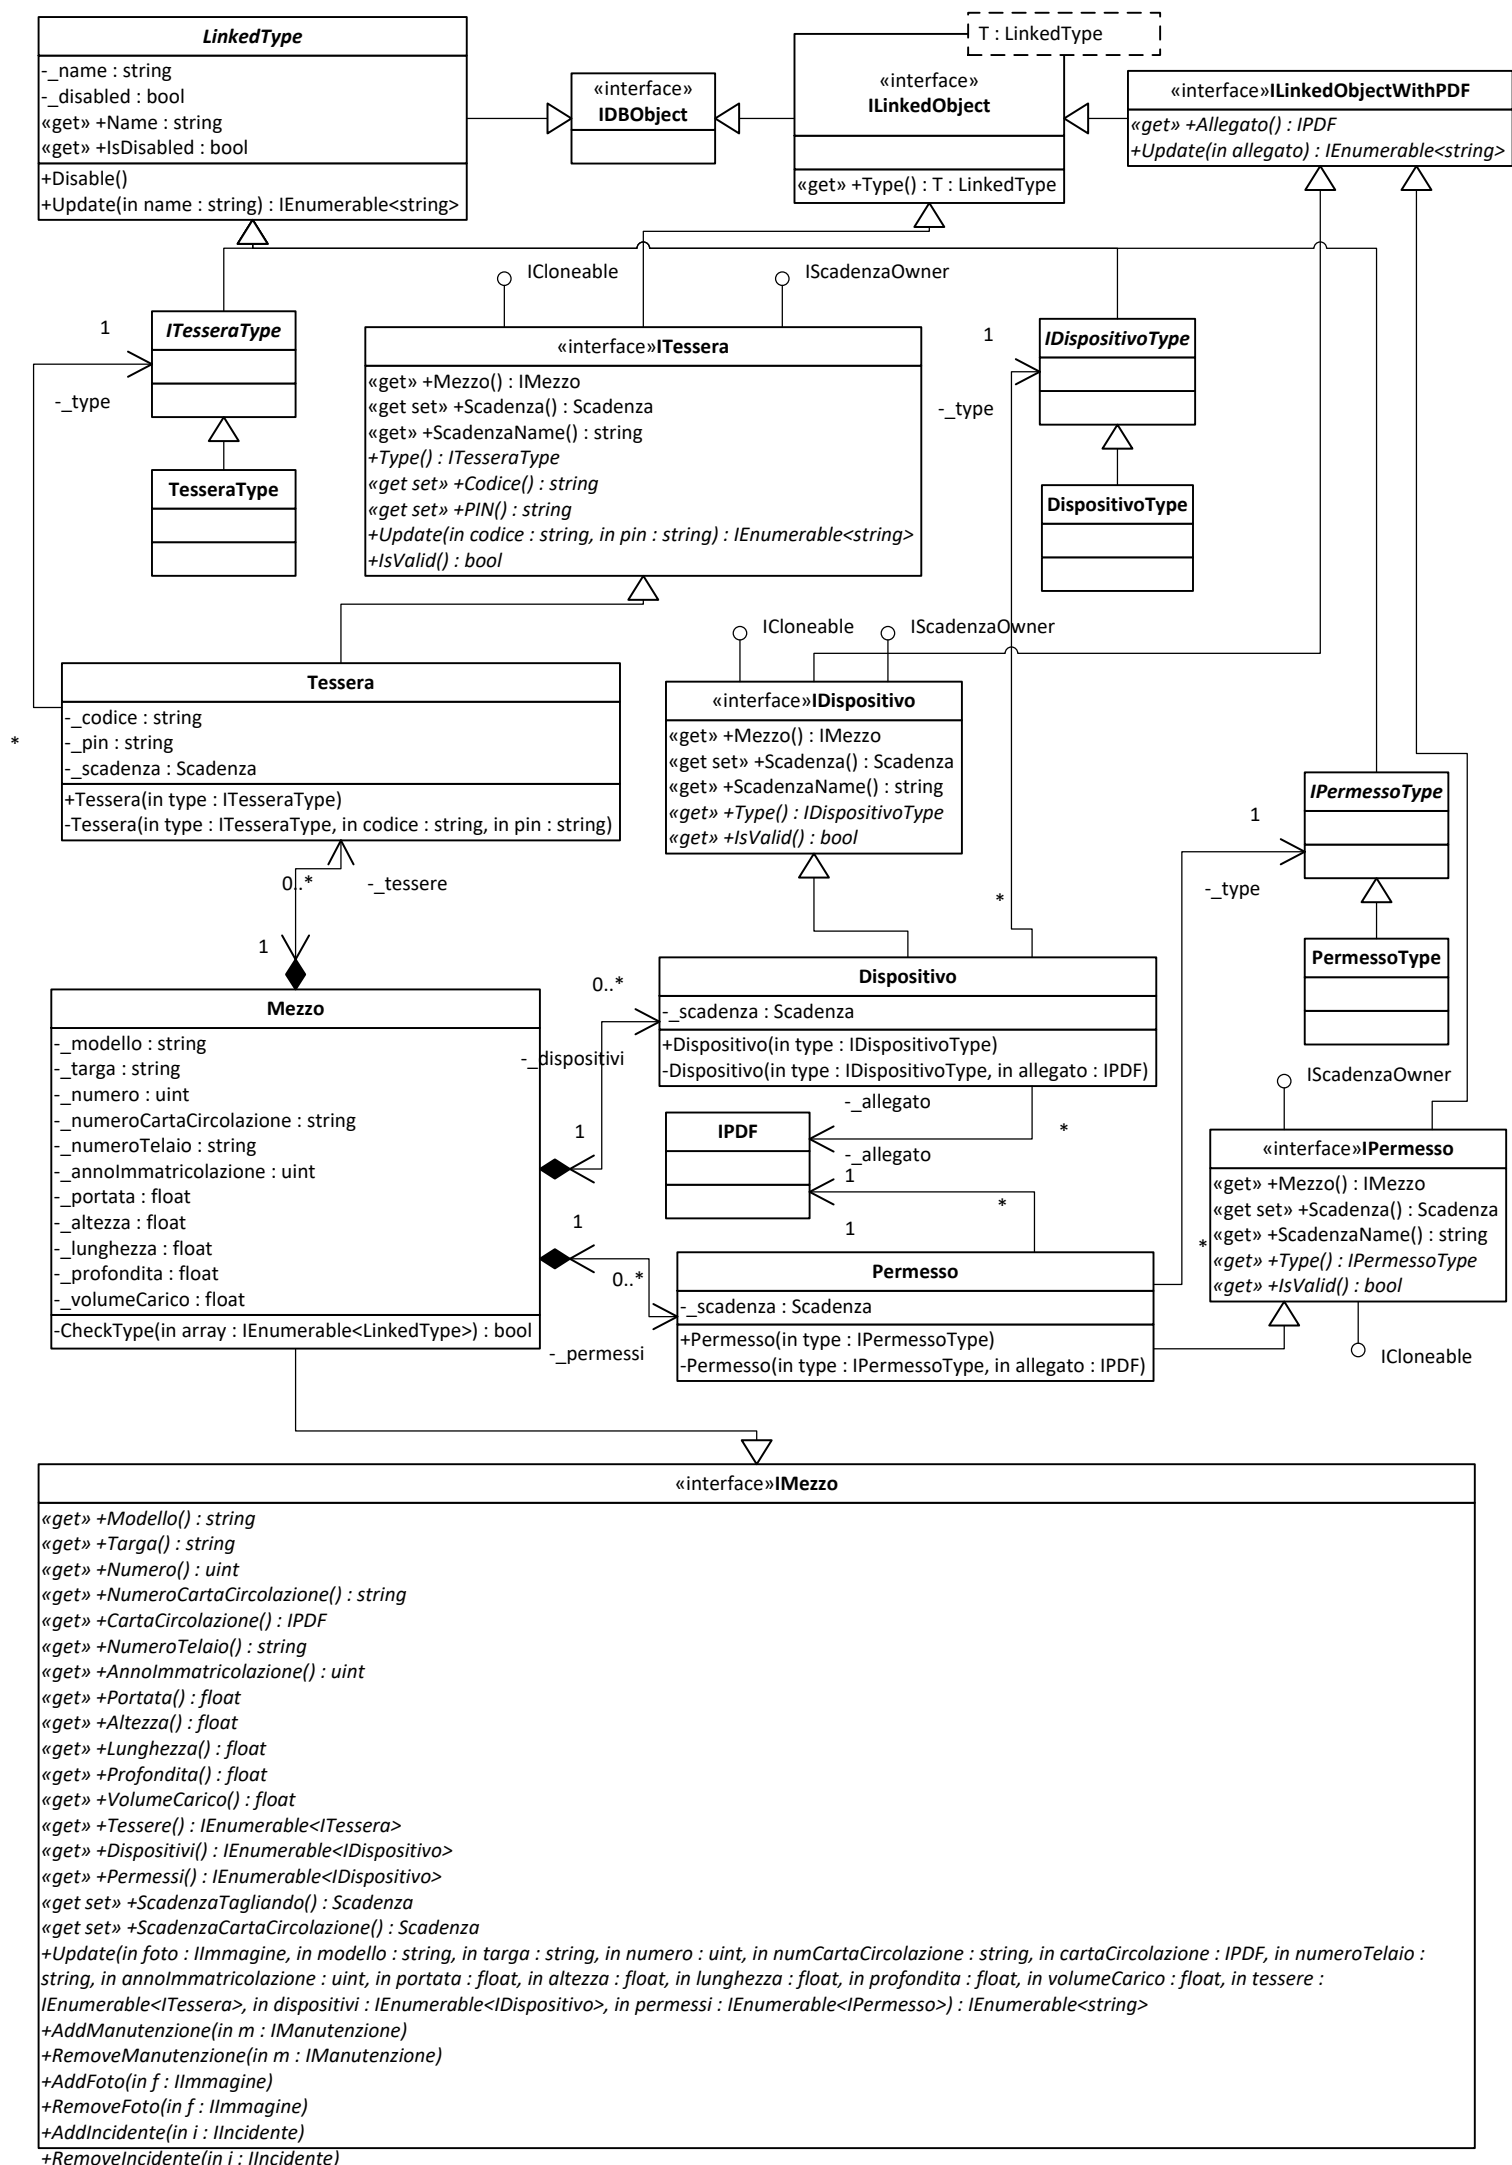 LinkedType
-_name : string
-_disabled : bool
«get» +Name : string
«get» +IsDisabled : bool
+Disable()
+Update(in name : string) : IEnumerable<string>
«interface»
IDBObject
T : LinkedType
«interface»
ILinkedObject
«get» +Type() : T : LinkedType
«interface»ILinkedObjectWithPDF
«get» +Allegato() : IPDF
+Update(in allegato) : IEnumerable<string>
ICloneable
IScadenzaOwner
1
ITesseraType
-_type
TesseraType
«interface»ITessera
«get» +Mezzo() : IMezzo
«get set» +Scadenza() : Scadenza
«get» +ScadenzaName() : string
+Type() : ITesseraType
«get set» +Codice() : string
«get set» +PIN() : string
+Update(in codice : string, in pin : string) : IEnumerable<string>
+IsValid() : bool
1
IDispositivoType
-_type
DispositivoType
ICloneable
IScadenzaOwner
Tessera
-_codice : string
-_pin : string
-_scadenza : Scadenza
+Tessera(in type : ITesseraType)
-Tessera(in type : ITesseraType, in codice : string, in pin : string)
*
«interface»IDispositivo
«get» +Mezzo() : IMezzo
«get set» +Scadenza() : Scadenza
«get» +ScadenzaName() : string
«get» +Type() : IDispositivoType
«get» +IsValid() : bool
IPermessoType
1
-_type
PermessoType
0..*
-_tessere
1
*
Mezzo
-_modello : string
-_targa : string
-_numero : uint
-_numeroCartaCircolazione : string
-_numeroTelaio : string
-_annoImmatricolazione : uint
-_portata : float
-_altezza : float
-_lunghezza : float
-_profondita : float
-_volumeCarico : float
-CheckType(in array : IEnumerable<LinkedType>) : bool
0..*
-_dispositivi
1
Dispositivo
-_scadenza : Scadenza
+Dispositivo(in type : IDispositivoType)
-Dispositivo(in type : IDispositivoType, in allegato : IPDF)
-_allegato
*
IPDF
-_allegato
1
*
1
1
0..*
-_permessi
Permesso
-_scadenza : Scadenza
+Permesso(in type : IPermessoType)
-Permesso(in type : IPermessoType, in allegato : IPDF)
IScadenzaOwner
«interface»IPermesso
«get» +Mezzo() : IMezzo
«get set» +Scadenza() : Scadenza
«get» +ScadenzaName() : string
«get» +Type() : IPermessoType
«get» +IsValid() : bool
*
ICloneable
«interface»IMezzo
«get» +Modello() : string
«get» +Targa() : string
«get» +Numero() : uint
«get» +NumeroCartaCircolazione() : string
«get» +CartaCircolazione() : IPDF
«get» +NumeroTelaio() : string
«get» +AnnoImmatricolazione() : uint
«get» +Portata() : float
«get» +Altezza() : float
«get» +Lunghezza() : float
«get» +Profondita() : float
«get» +VolumeCarico() : float
«get» +Tessere() : IEnumerable<ITessera>
«get» +Dispositivi() : IEnumerable<IDispositivo>
«get» +Permessi() : IEnumerable<IDispositivo>
«get set» +ScadenzaTagliando() : Scadenza
«get set» +ScadenzaCartaCircolazione() : Scadenza
+Update(in foto : IImmagine, in modello : string, in targa : string, in numero : uint, in numCartaCircolazione : string, in cartaCircolazione : IPDF, in numeroTelaio :
string, in annoImmatricolazione : uint, in portata : float, in altezza : float, in lunghezza : float, in profondita : float, in volumeCarico : float, in tessere :
IEnumerable<ITessera>, in dispositivi : IEnumerable<IDispositivo>, in permessi : IEnumerable<IPermesso>) : IEnumerable<string>
+AddManutenzione(in m : IManutenzione)
+RemoveManutenzione(in m : IManutenzione)
+AddFoto(in f : IImmagine)
+RemoveFoto(in f : IImmagine)
+AddIncidente(in i : IIncidente)
+RemoveIncidente(in i : IIncidente)